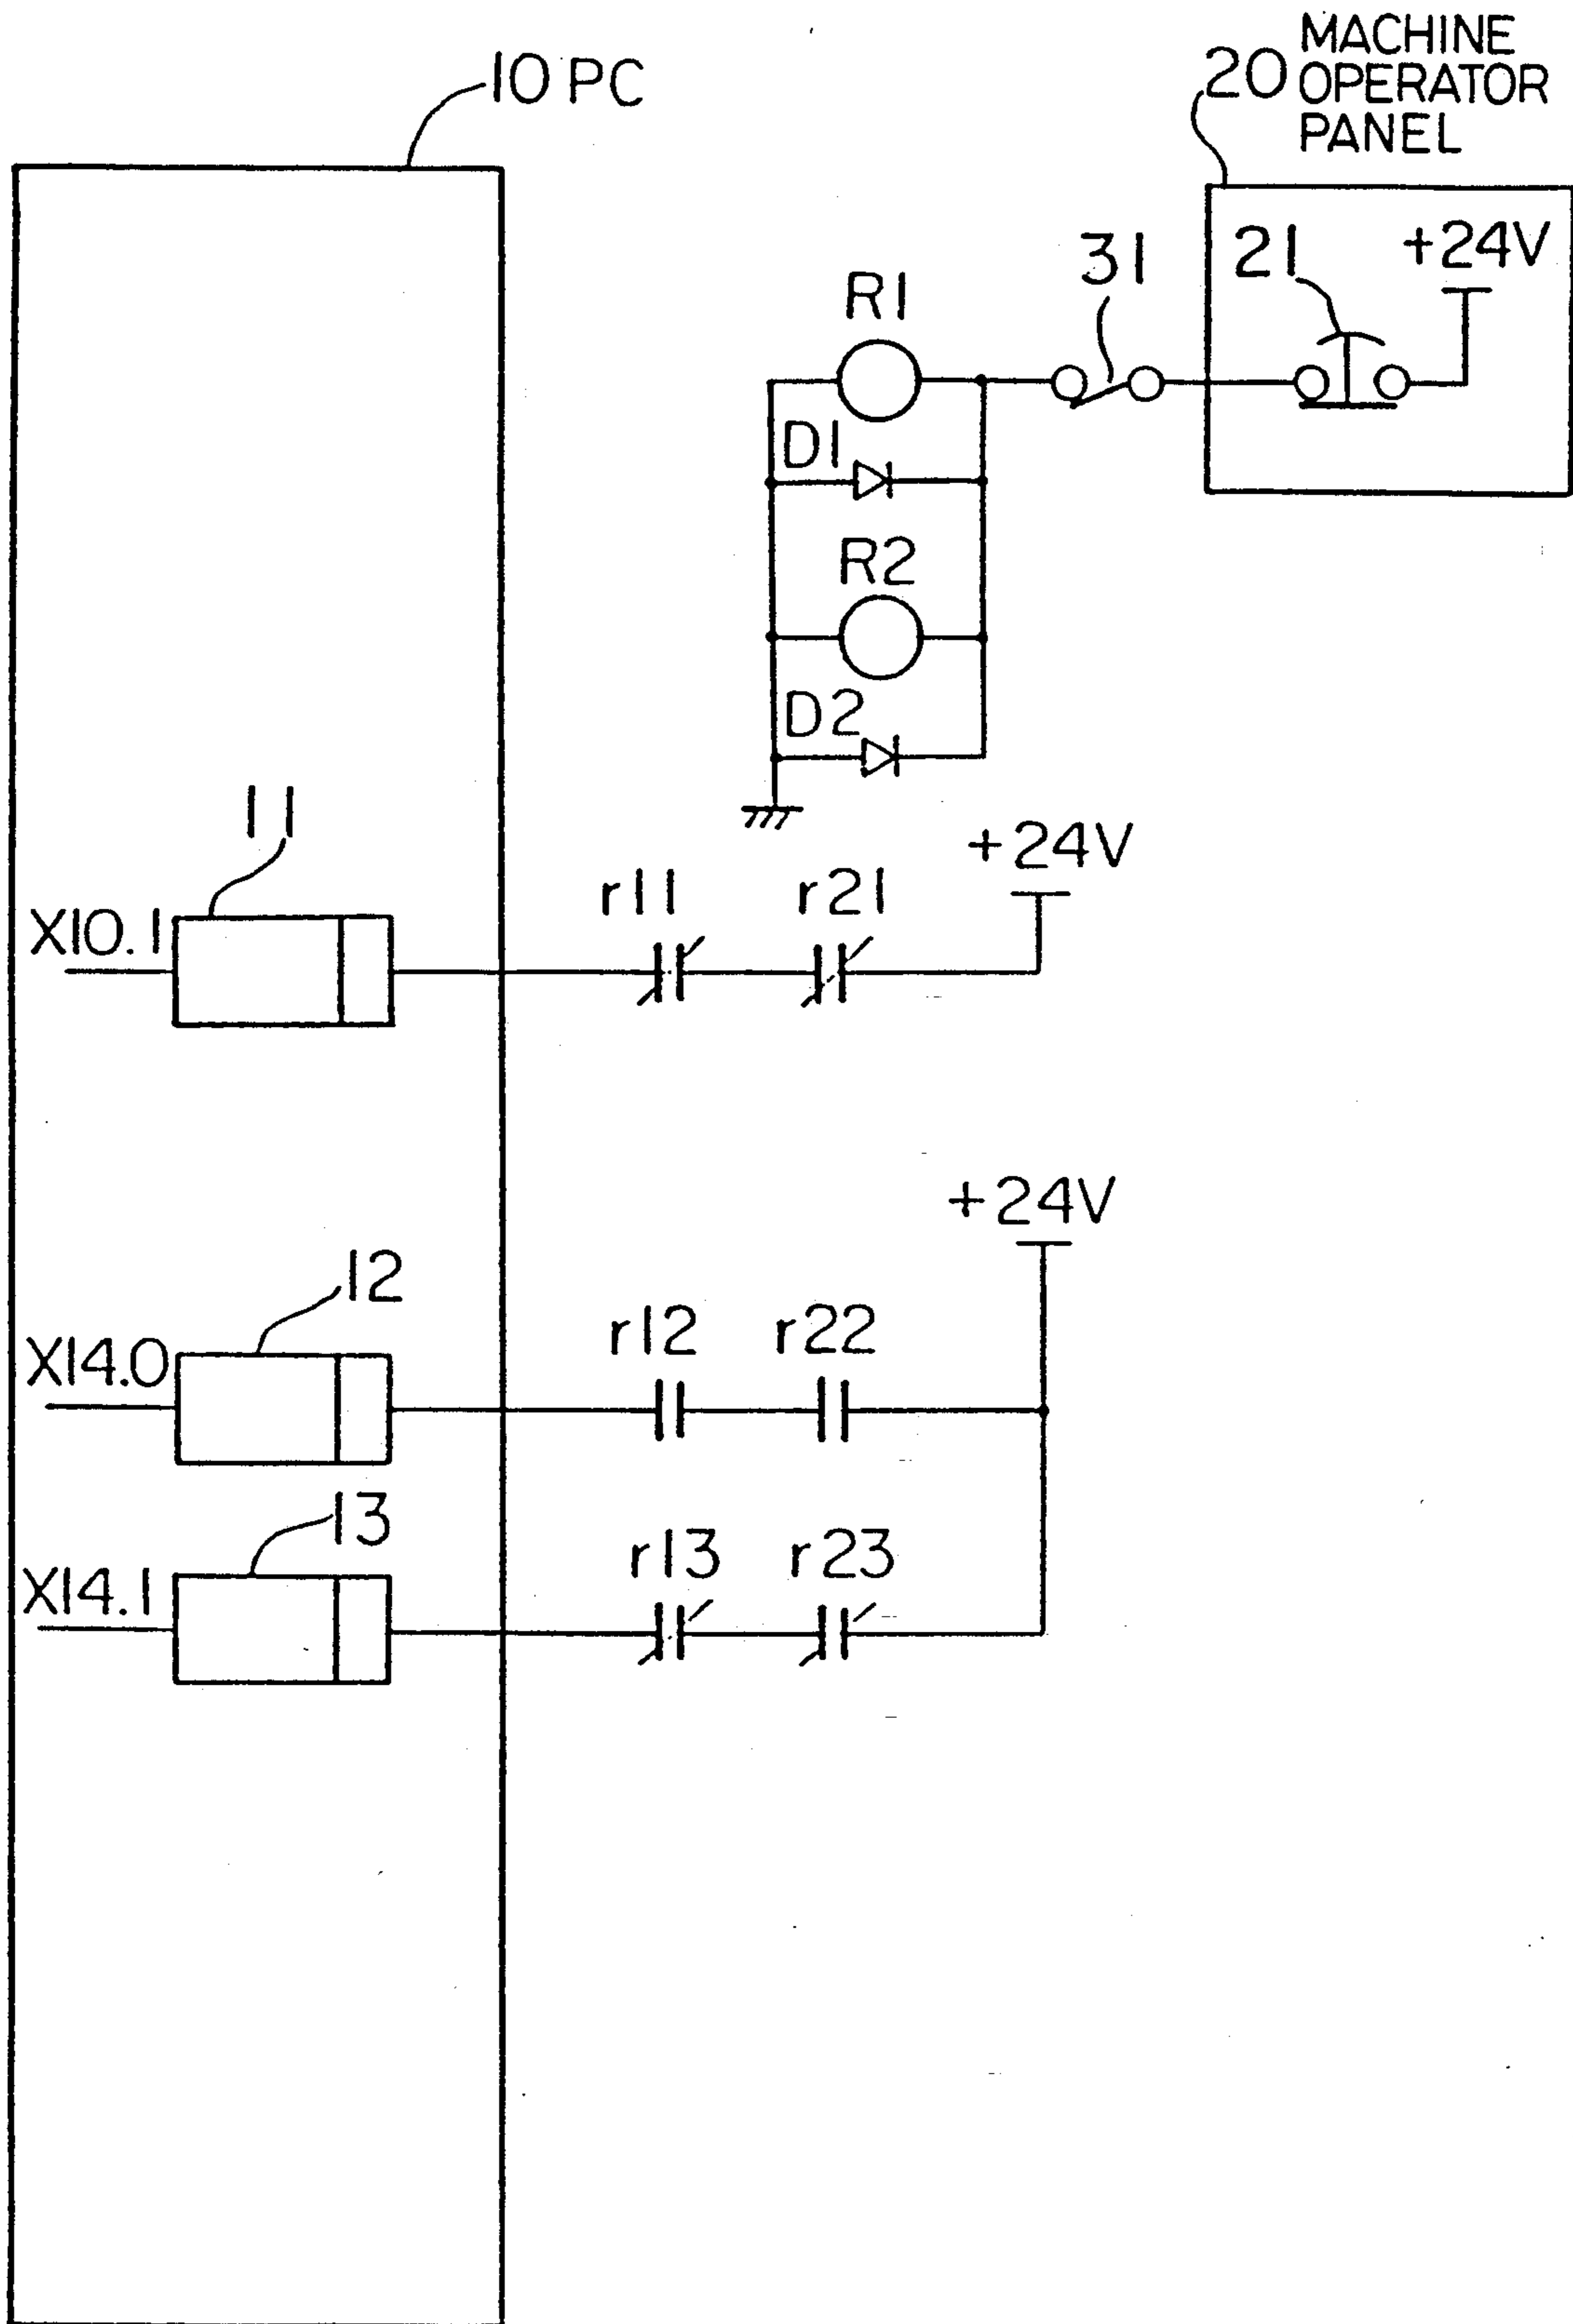 10 PC
20 MACHINE
OPERATOR
PANEL
31
21
+24V
R1
D1
R2
D2
11
+24V
r11
r21
X10.1
+24V
12
r12
r22
X14.0
13
r13
r23
X14.1